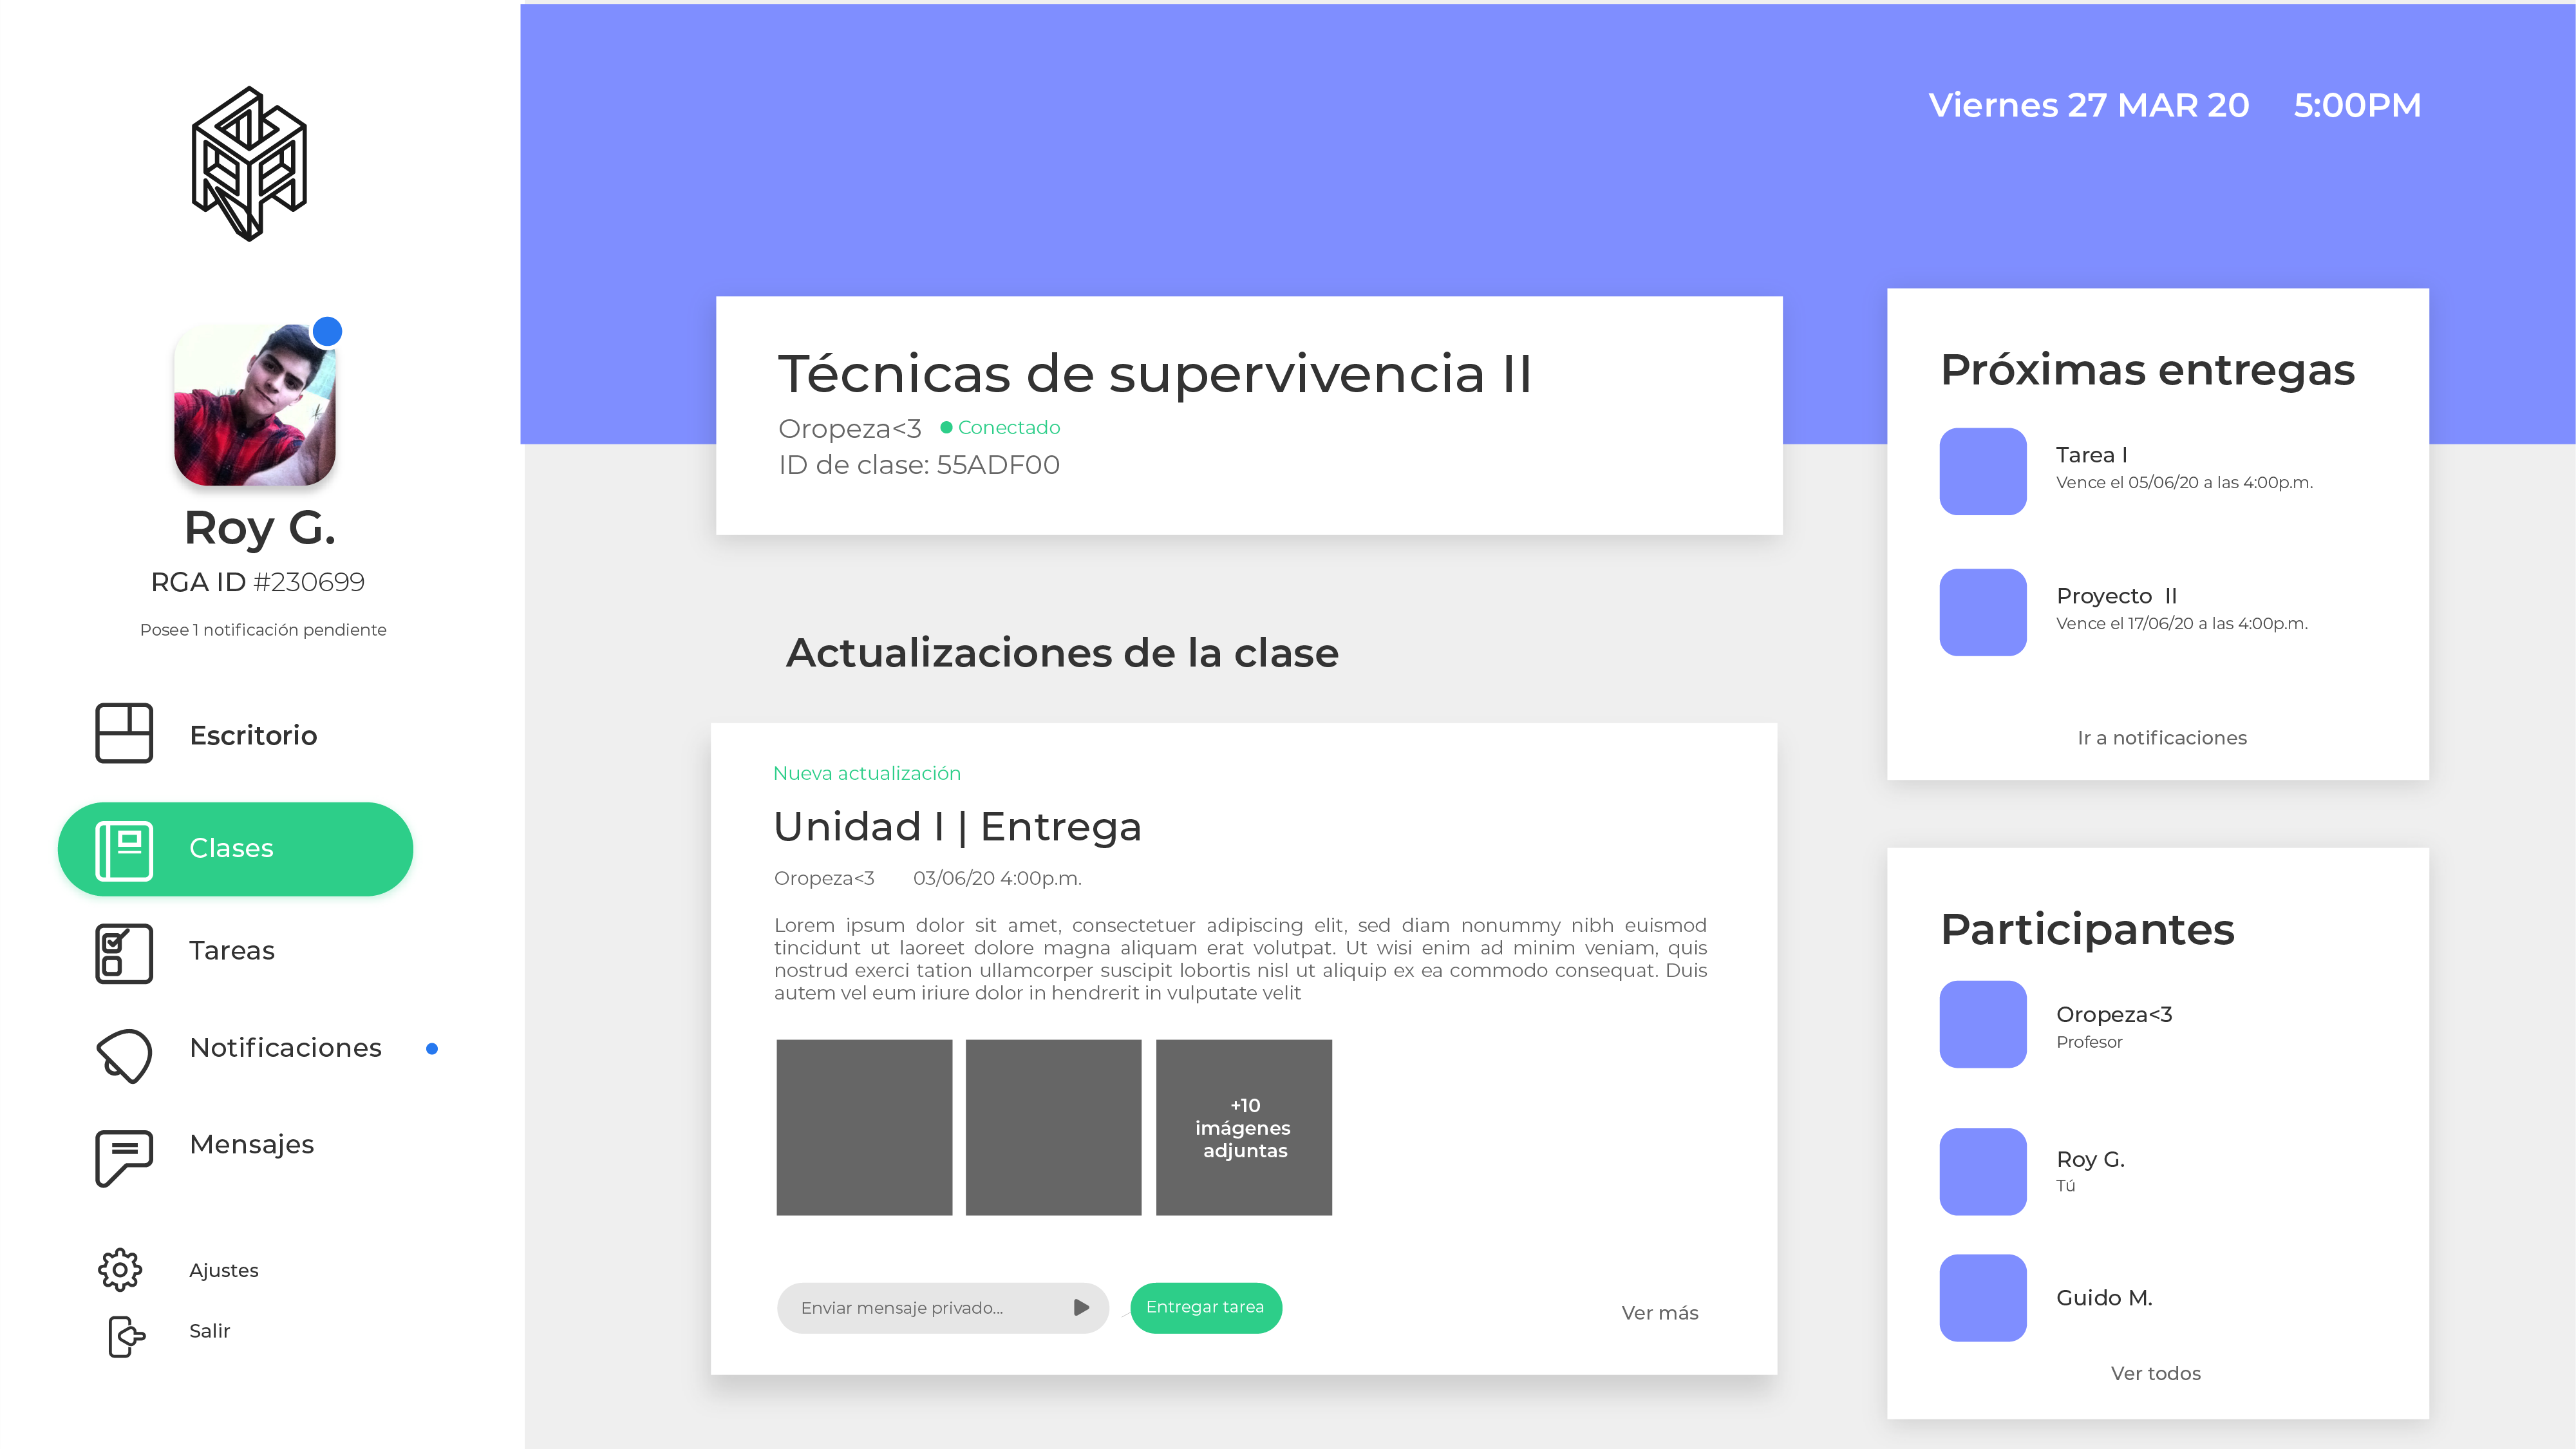 Viernes 27 MAR 20 5:00PM
Roy G.
RGA ID #230699
Posee 1 notificación pendiente
Escritorio
Clases
Tareas
Notificaciones
Mensajes
Ajustes
Salir
Técnicas de supervivencia II
Oropeza<3 Conectado
ID de clase: 55ADF00
Actualizaciones de la clase
Nueva actualización
Unidad I | Entrega
Oropeza<3 03/06/20 4:00p.m.
Lorem ipsum dolor sit amet, consectetuer adipiscing elit, sed diam nonummy nibh euismod
tincidunt ut laoreet dolore magna aliquam erat volutpat. Ut wisi enim ad minim veniam, quis
nostrud exerci tation ullamcorper suscipit lobortis nisl ut aliquip ex ea commodo consequat. Duis
autem vel eum iriure dolor in hendrerit in vulputate velit
+10
imágenes
adjuntas
Enviar mensaje privado...
Entregar tarea
Ver más
Próximas entregas
Tarea I
Vence el 05/06/20 a las 4:00p.m.
Proyecto II
Vence el 17/06/20 a las 4:00p.m.
Ir a notificaciones
Participantes
Oropeza<3
Profesor
Roy G.
Tú
Guido M.
Ver todos